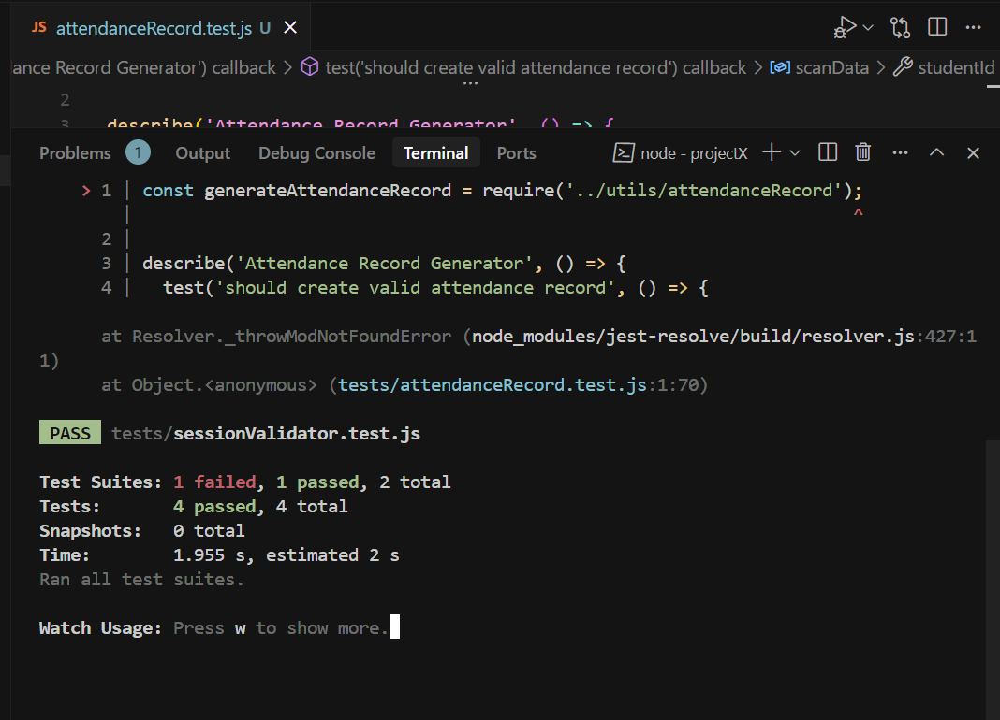 JS attendanceRecord.test.js U
ance Record Generator') callback > test('should create valid attendance record') callback > scanData > studentId
2
3 describe('Attendance Record Generator', () => {
Problems 1 Output Debug Console Terminal Ports node - projectX
> 1 | const generateAttendanceRecord = require('../utils/attendanceRecord');
| ^
2 |
3 | describe('Attendance Record Generator', () => {
4 | test('should create valid attendance record', () => {
at Resolver._throwModNotFoundError (node_modules/jest-resolve/build/resolver.js:427:1
1)
at Object.<anonymous> (tests/attendanceRecord.test.js:1:70)
PASS tests/sessionValidator.test.js
Test Suites: 1 failed, 1 passed, 2 total
Tests: 4 passed, 4 total
Snapshots: 0 total
Time: 1.955 s, estimated 2 s
Ran all test suites.
Watch Usage: Press w to show more.